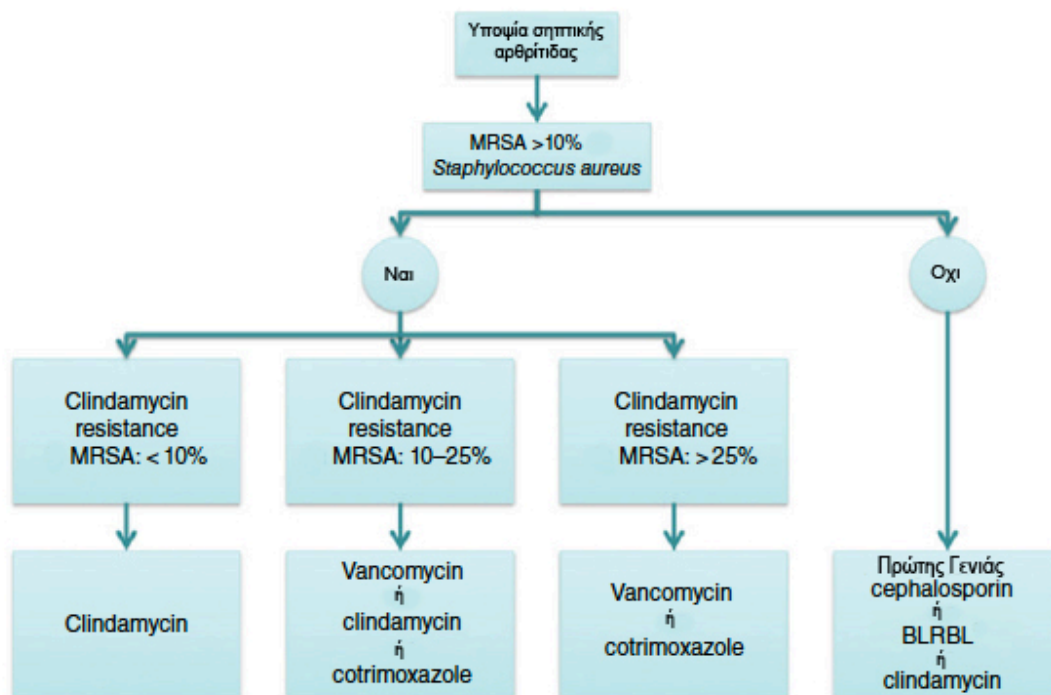 Υποψία σηπτικής
αρθρίτιδας
MRSA >10%
Staphylococcus aureus
Ναι
Οχι
Clindamycin
resistance
MRSA: < 10%
Clindamycin
resistance
MRSA: 10–25%
Clindamycin
resistance
MRSA: > 25%
Clindamycin
Vancomycin
ή
clindamycin
ή
cotrimoxazole
Vancomycin
ή
cotrimoxazole
Πρώτης Γενιάς
cephalosporin
ή
BLRBL
ή
clindamycin